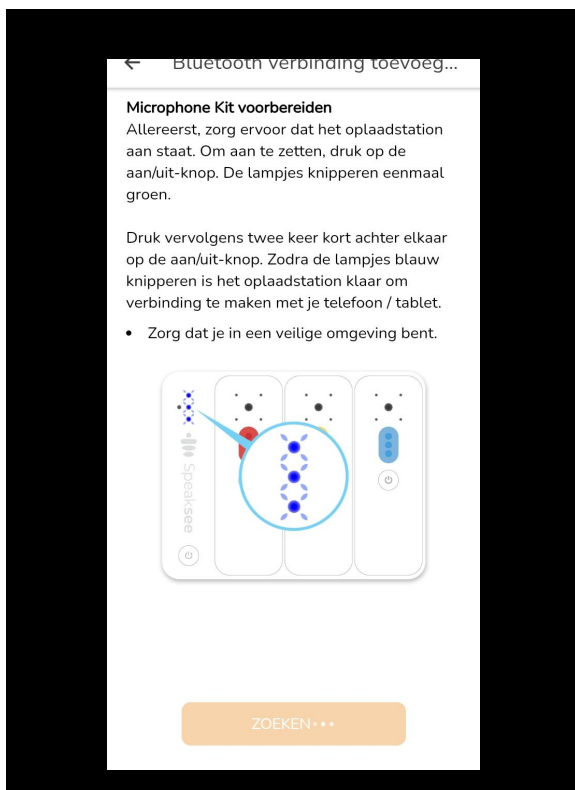 Bluetooth verbinding toevoeg...
Microphone Kit voorbereiden
Allereerst, zorg ervoor dat het oplaadstation
aan staat. Om aan te zetten, druk op de
aan/uit-knop. De lampjes knipperen eenmaal
groen.
Druk vervolgens twee keer kort achter elkaar
op de aan/uit-knop. Zodra de lampjes blauw
knipperen is het oplaadstation klaar om
verbinding te maken met je telefoon / tablet.
• Zorg dat je in een veilige omgeving bent.
Speaksee
ZOEKEN•••